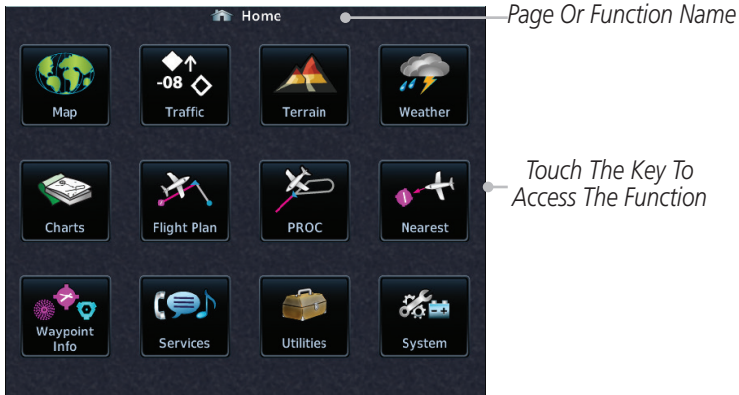 Home
Page Or Function Name
-08
Map
Traffic
Terrain
Weather
Touch The Key To
Access The Function
Charts
Flight Plan
PROC
Nearest
Waypoint
Info
Services
Utilities
System